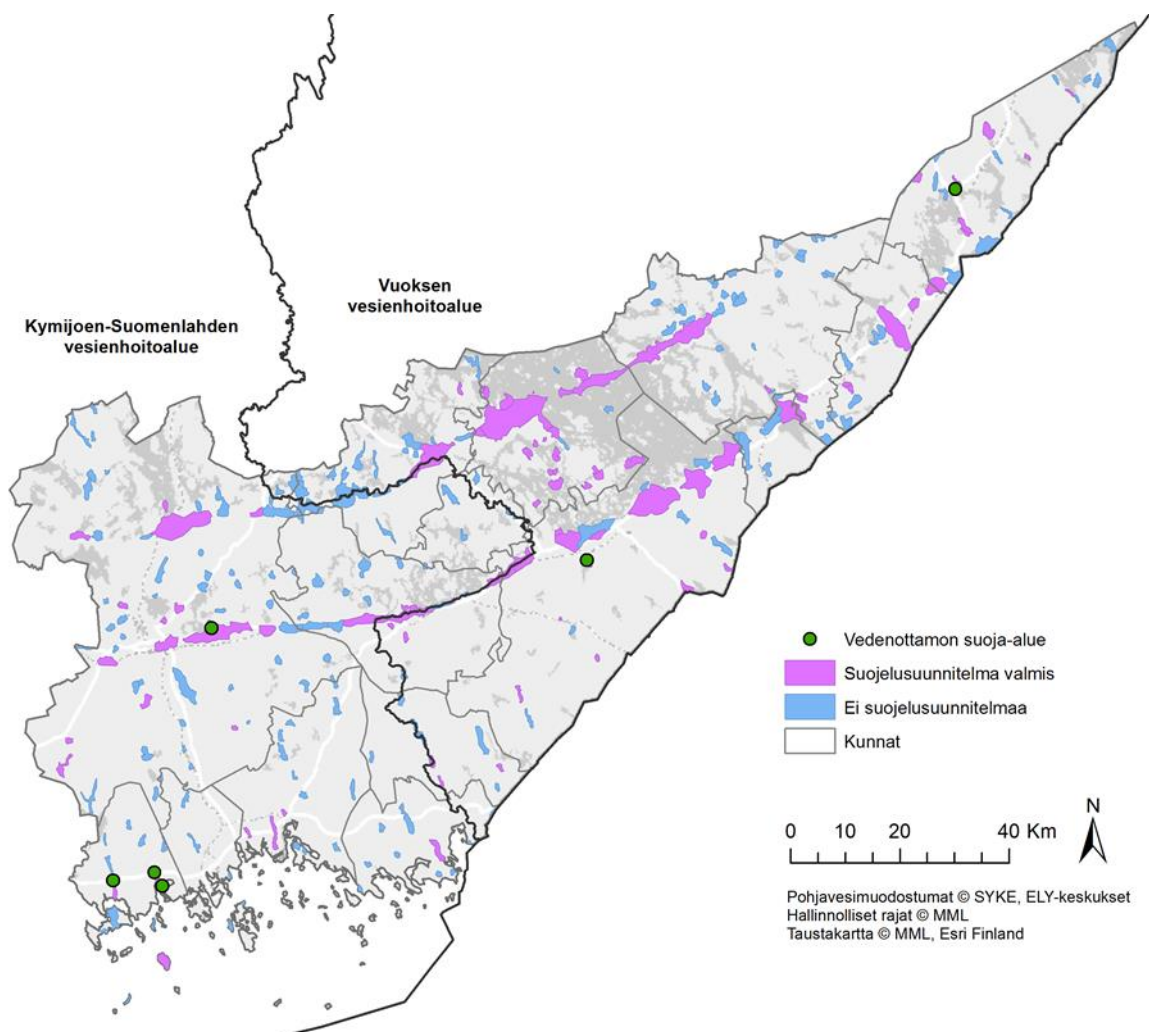 Vuoksen
vesienhoitoalue
Kymijoen-Suomenlahden
vesienhoitoalue
Vedenottamon suoja-alue
Suojelusuunnitelma valmis
Ei suojelusuunnitelmaa
Kunnat
N
0 10 20 40 Km
Pohjavesimuodostumat © SYKE, ELY-keskukset
Hallinnolliset rajat © MML
Taustakartta © MML, Esri Finland